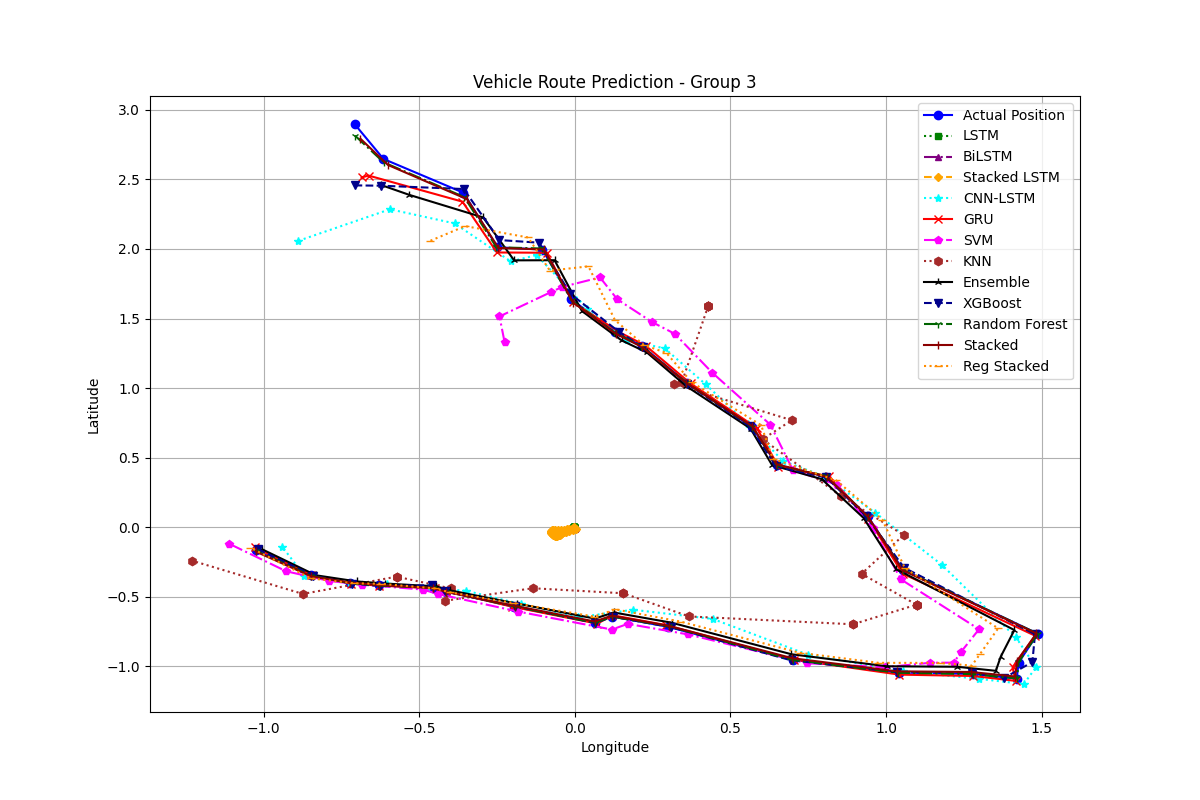 Vehicle Route Prediction - Group 3
3.0
2.5
2.0
1.5
1.0
0.5
0.0
−0.5
−1.0
Latitude
Actual Position
LSTM
BiLSTM
Stacked LSTM
CNN-LSTM
GRU
SVM
KNN
Ensemble
XGBoost
Random Forest
Stacked
Reg Stacked
−1.0
−0.5
0.0
0.5
1.0
1.5
Longitude